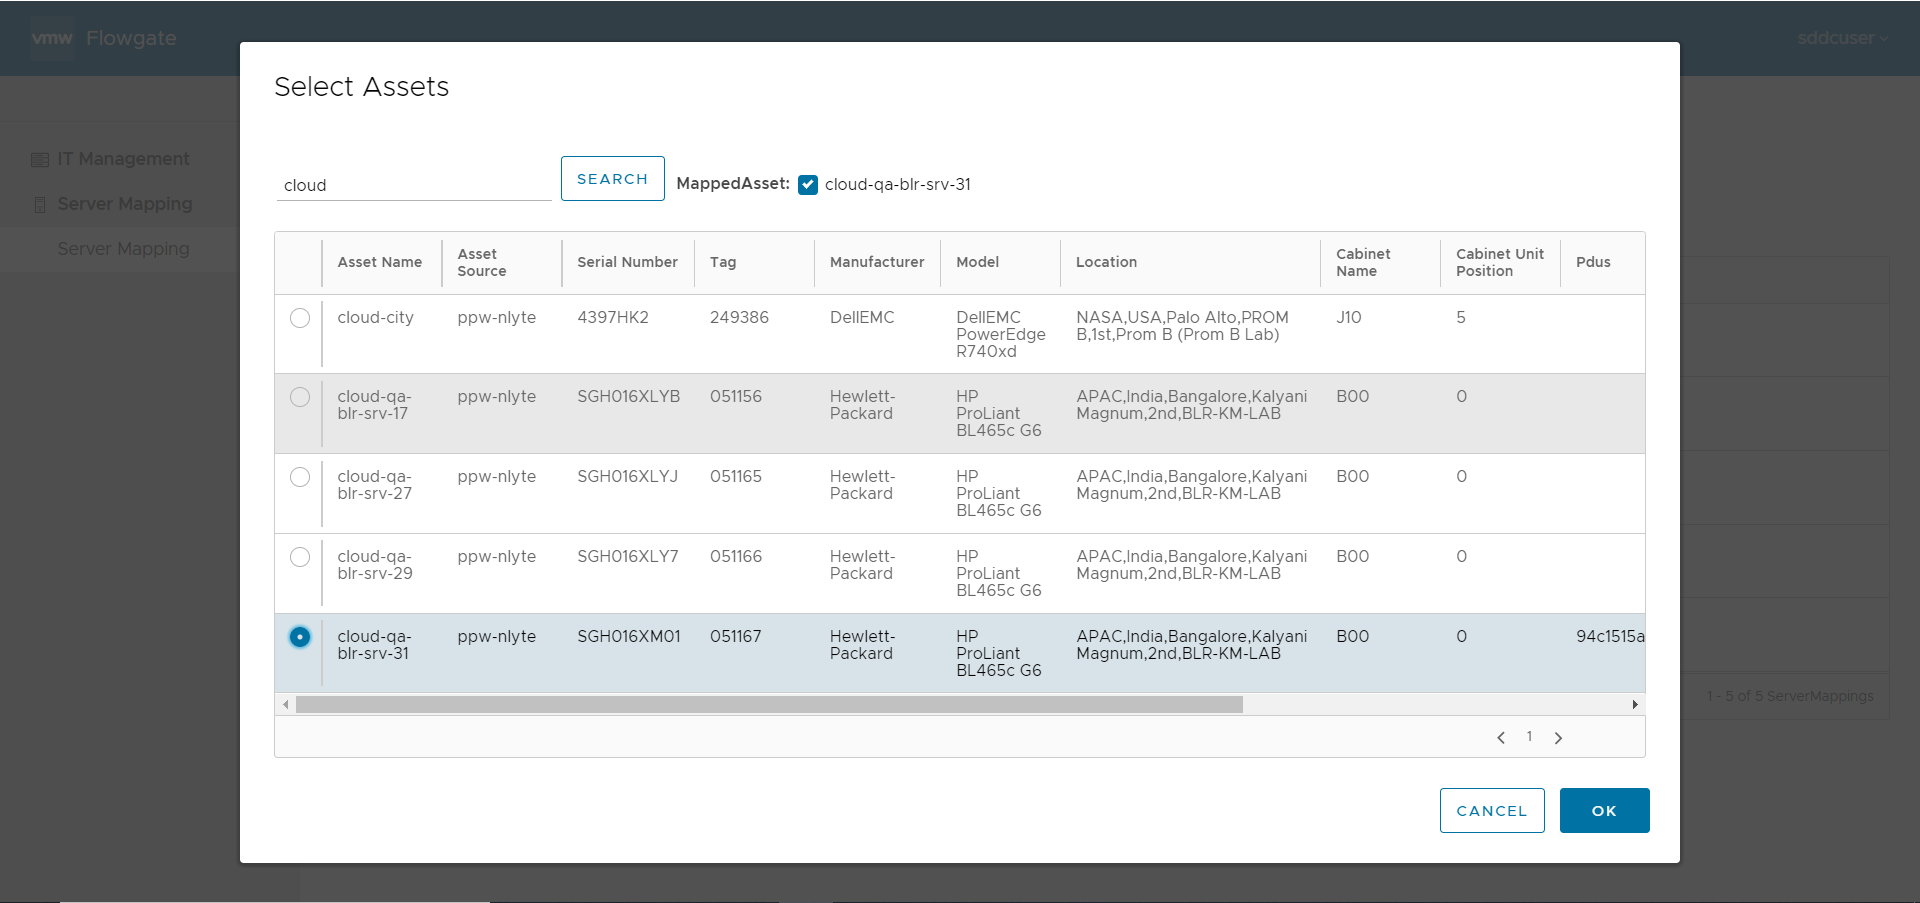 vmw Flowgate
sddcuser
Select Assets
IT Management
Server Mapping
Server Mapping
cloud
SEARCH
MappedAsset: cloud-qa-blr-srv-31
Asset Name Asset Source Serial Number Tag Manufacturer Model Location Cabinet Name Cabinet Unit Position Pdus
cloud-city ppw-nlyte 4397HK2 249386 DellEMC DellEMC PowerEdge R740xd NASA,USA,Palo Alto,PROM B,1st,Prom B (Prom B Lab) J10 5
cloud-qa-blr-srv-17 ppw-nlyte SGH016XLYB 051156 Hewlett-Packard HP ProLiant BL465c G6 APAC,India,Bangalore,Kalyani Magnum,2nd,BLR-KM-LAB B00 0
cloud-qa-blr-srv-27 ppw-nlyte SGH016XLYJ 051165 Hewlett-Packard HP ProLiant BL465c G6 APAC,India,Bangalore,Kalyani Magnum,2nd,BLR-KM-LAB B00 0
cloud-qa-blr-srv-29 ppw-nlyte SGH016XLY7 051166 Hewlett-Packard HP ProLiant BL465c G6 APAC,India,Bangalore,Kalyani Magnum,2nd,BLR-KM-LAB B00 0
cloud-qa-blr-srv-31 ppw-nlyte SGH016XM01 051167 Hewlett-Packard HP ProLiant BL465c G6 APAC,India,Bangalore,Kalyani Magnum,2nd,BLR-KM-LAB B00 0 94c1515a
1 - 5 of 5 ServerMappings
1
CANCEL
OK